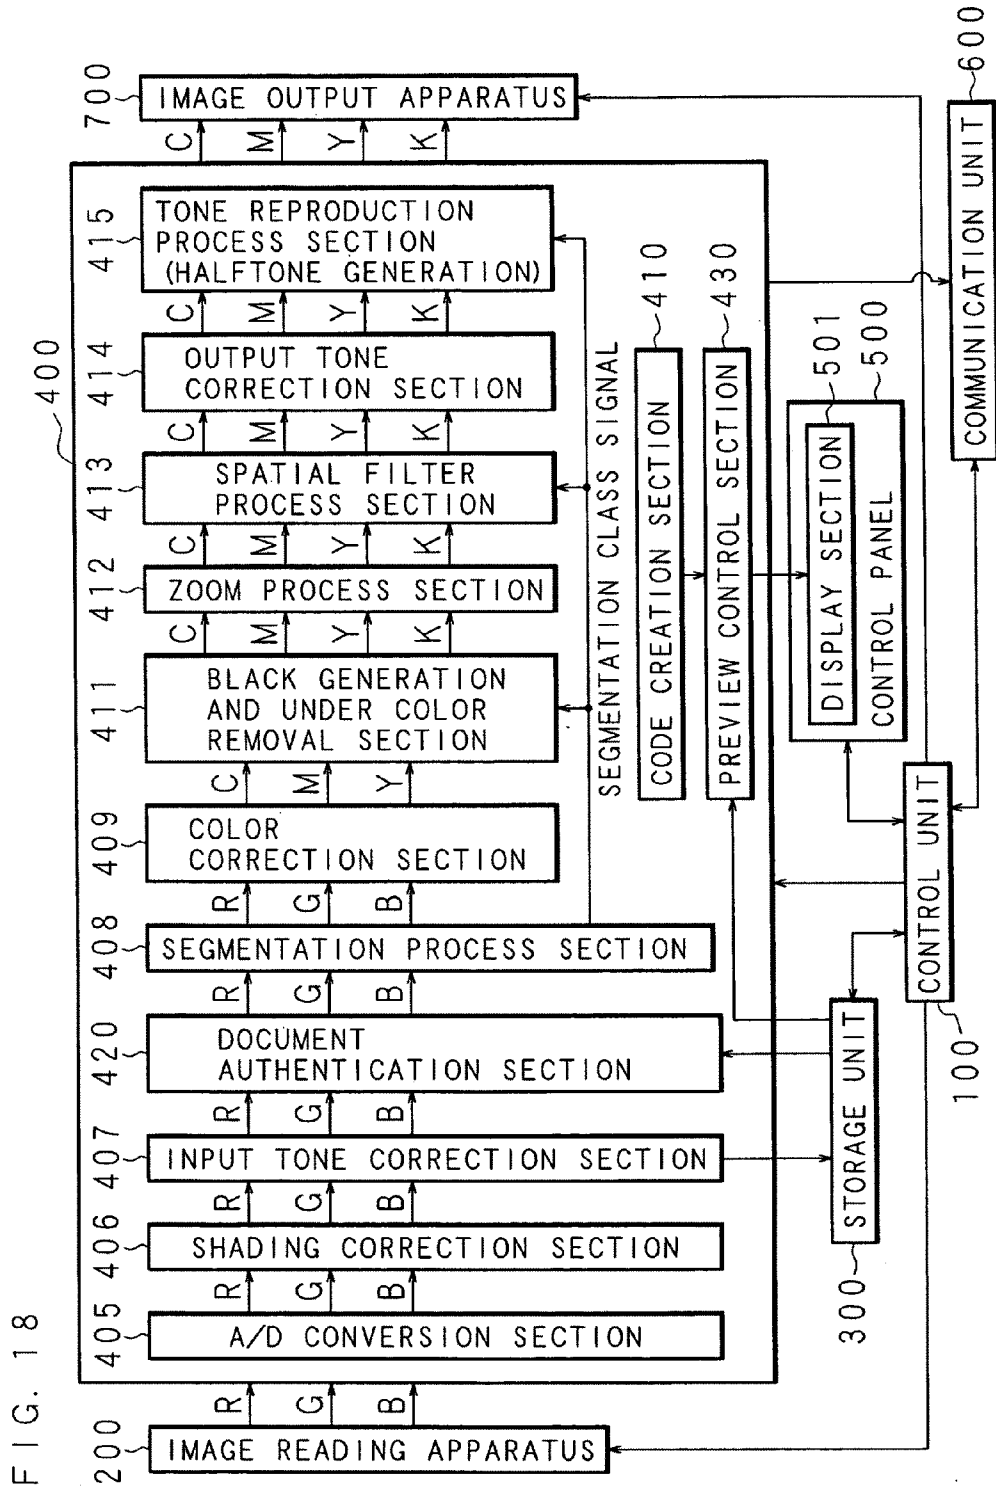 FIG. 18
200
IMAGE READING APPARATUS
R
G
B
400
405
A/D CONVERSION SECTION
R
G
B
406
SHADING CORRECTION SECTION
R
G
B
407
INPUT TONE CORRECTION SECTION
R
G
B
420
DOCUMENT
AUTHENTICATION SECTION
R
G
B
408
SEGMENTATION PROCESS SECTION
R
G
B
409
COLOR
CORRECTION SECTION
C
M
Y
411
BLACK GENERATION
AND UNDER COLOR
REMOVAL SECTION
C
M
Y
K
412
ZOOM PROCESS SECTION
C
M
Y
K
413
SPATIAL FILTER
PROCESS SECTION
C
M
Y
K
414
OUTPUT TONE
CORRECTION SECTION
C
M
Y
K
415
TONE REPRODUCTION
PROCESS SECTION
(HALFTONE GENERATION)
C
M
Y
K
700
IMAGE OUTPUT APPARATUS
SEGMENTATION CLASS SIGNAL
CODE CREATION SECTION
410
PREVIEW CONTROL SECTION
430
DISPLAY SECTION
501
CONTROL PANEL
500
300
STORAGE UNIT
100
CONTROL UNIT
COMMUNICATION UNIT
600